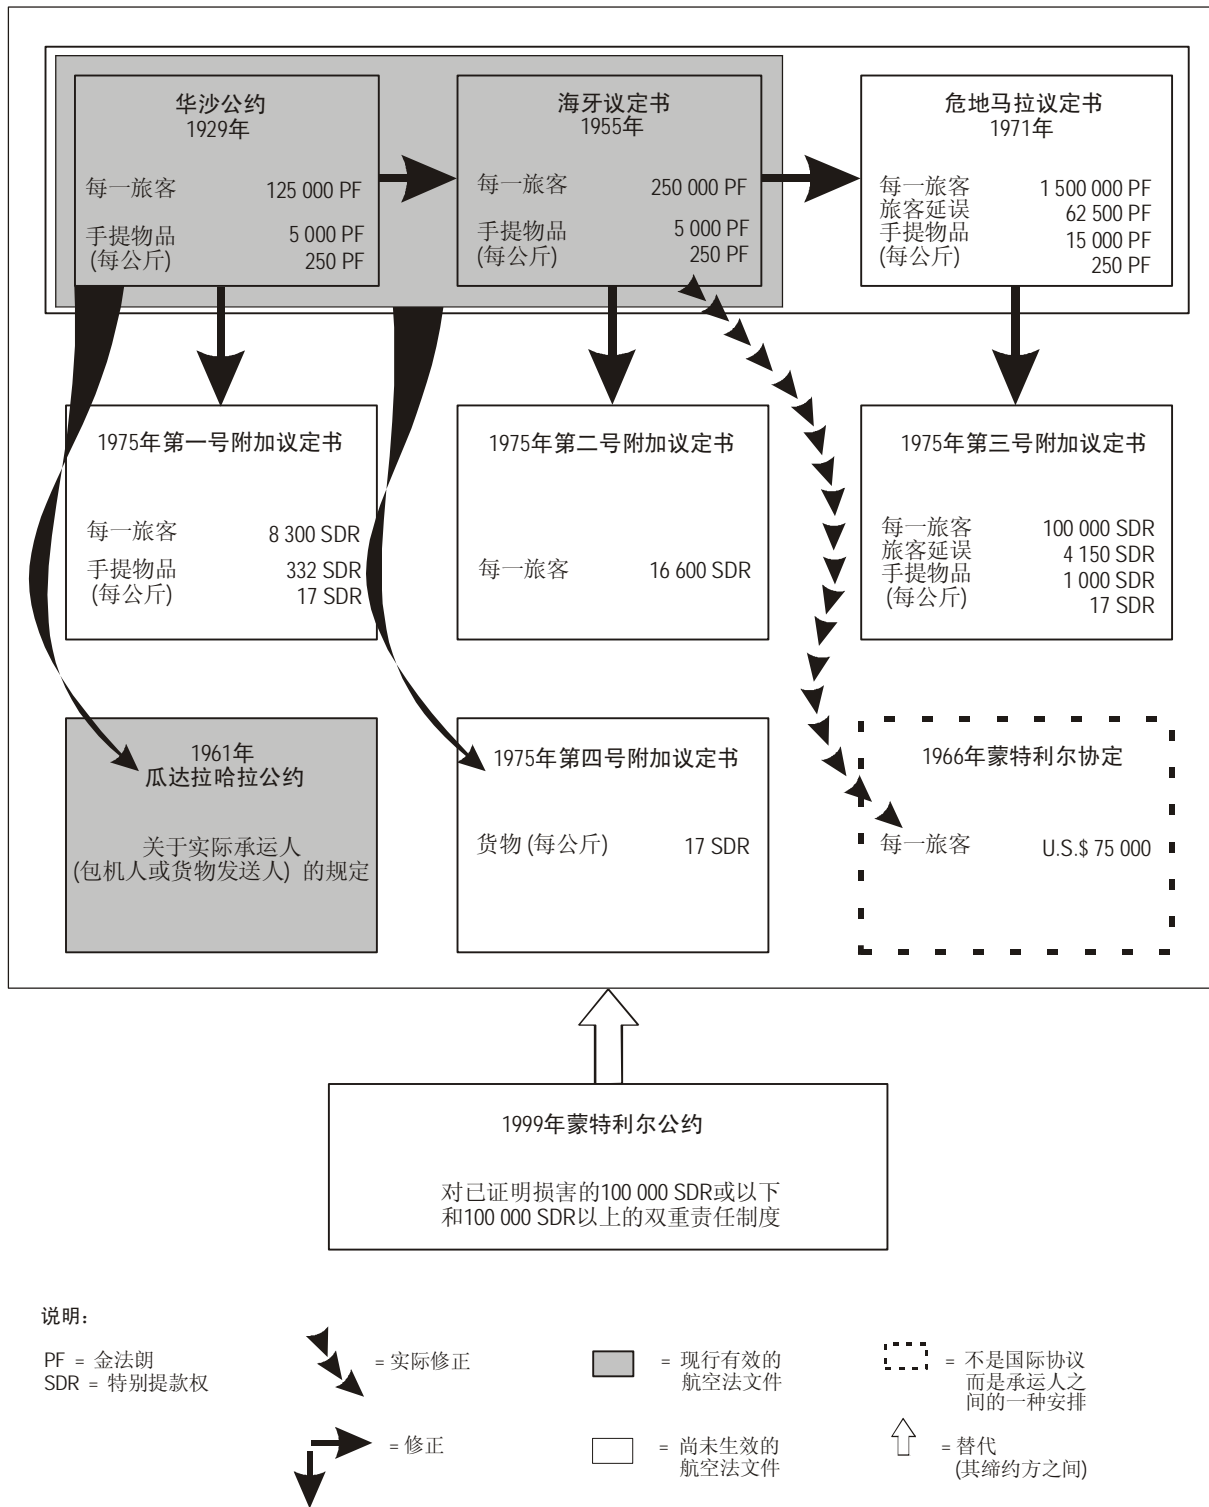 华沙公约
1929年
每一旅客 125 000 PF
手提物品 5 000 PF
(每公斤) 250 PF
海牙议定书
1955年
每一旅客 250 000 PF
手提物品 5 000 PF
(每公斤) 250 PF
危地马拉议定书
1971年
每一旅客 1 500 000 PF
旅客延误 62 500 PF
手提物品 15 000 PF
(每公斤) 250 PF
1975年第一号附加议定书
每一旅客 8 300 SDR
手提物品 332 SDR
(每公斤) 17 SDR
1975年第二号附加议定书
每一旅客 16 600 SDR
1975年第三号附加议定书
每一旅客 100 000 SDR
旅客延误 4 150 SDR
手提物品 1 000 SDR
(每公斤) 17 SDR
1961年
瓜达拉哈拉公约
关于实际承运人
(包机人或货物发送人) 的规定
1975年第四号附加议定书
货物 (每公斤) 17 SDR
1966年蒙特利尔协定
每一旅客 U.S.$ 75 000
1999年蒙特利尔公约
对已证明损害的100 000 SDR或以下
和100 000 SDR以上的双重责任制度
说明：
PF = 金法朗
SDR = 特别提款权
= 实际修正
= 修正
= 现行有效的
航空法文件
= 尚未生效的
航空法文件
= 不是国际协议
而是承运人之
间的一种安排
= 替代
(其缔约方之间)